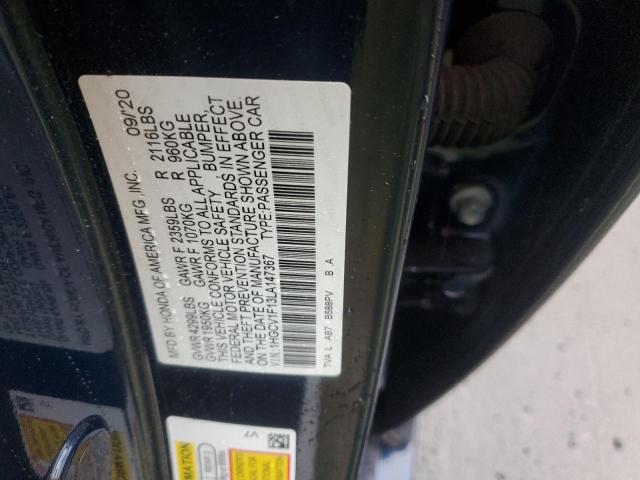 MFD BY HONDA OF AMERICA MFG.,INC. 09/'20
GVWR 4299LBS GAWR F 2359LBS R 2116LBS
GVWR 1950KG GAWR F 1070KG R 960KG
THIS VEHICLE CONFORMS TO ALL APPLICABLE
FEDERAL MOTOR VEHICLE SAFETY BUMPER,
AND THEFT PREVENTION STANDARDS IN EFFECT
ON THE DATE OF MANUFACTURE SHOWN ABOVE.
V.I.N.:1HGCV1F13LA147367 TYPE:PASSENGER CAR
TVA L AB7 B588PV B .A